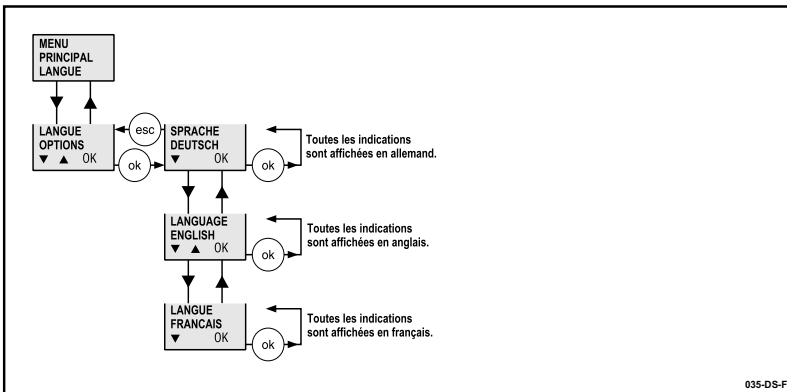 MENU
PRINCIPAL
LANGUE
LANGUE
OPTIONS
▼ ▲ OK
esc
ok
SPRACHE
DEUTSCH
▼ OK
ok
Toutes les indications
sont affichées en allemand.
LANGUAGE
ENGLISH
▼ ▲ OK
ok
Toutes les indications
sont affichées en anglais.
LANGUE
FRANCAIS
▼ OK
ok
Toutes les indications
sont affichées en français.
035-DS-F